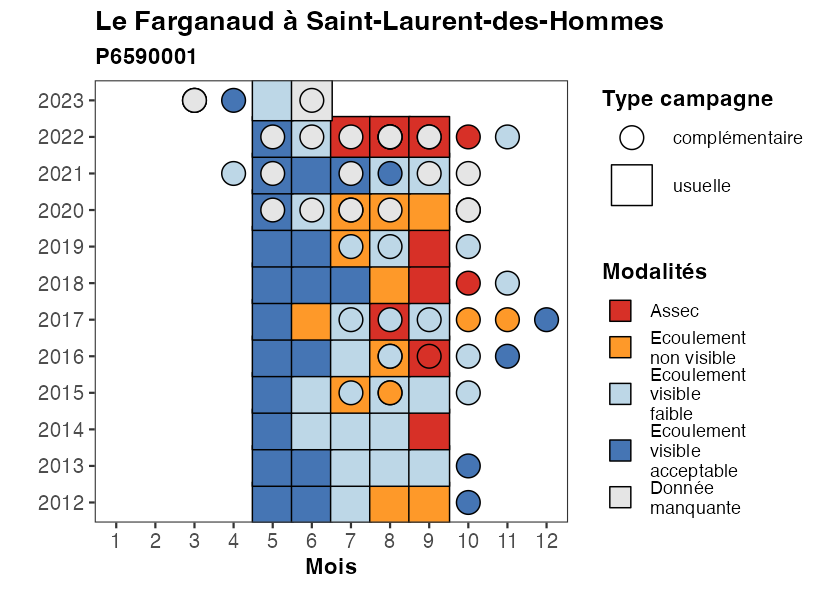 Le Farganaud à Saint-Laurent-des-Hommes
P6590001
2023
2022
2021
2020
2019
2018
2017
2016
2015
2014
2013
2012
1 2 3 4 5 6 7 8 9 10 11 12
Mois
Type campagne
complémentaire
usuelle
Modalités
Assec
Ecoulement
non visible
Ecoulement
visible
faible
Ecoulement
visible
acceptable
Donnée
manquante